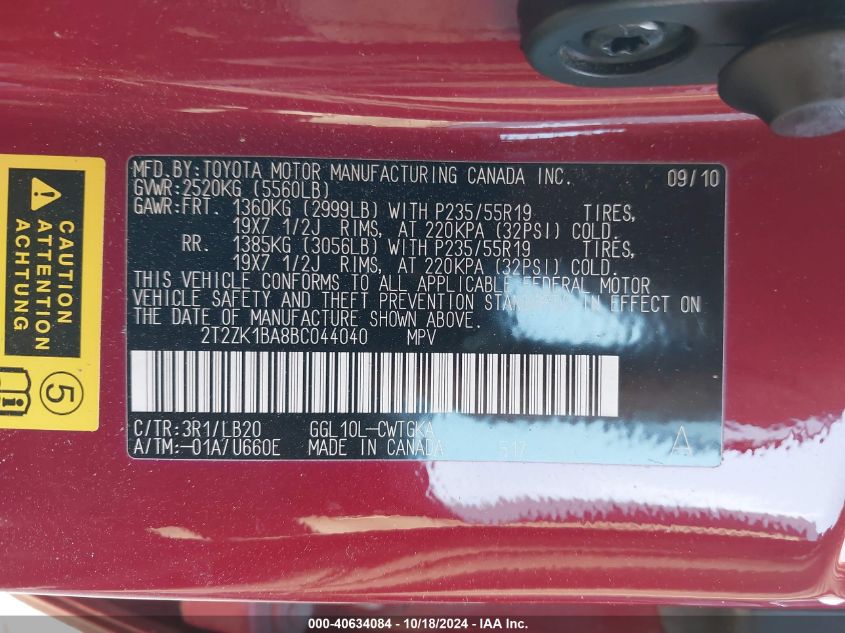 MFD. BY: TOYOTA MOTOR MANUFACTURING CANADA INC. 09/10
GVWR: 2520KG (5560LB)
GAWR: FRT. 1360KG (2999LB) WITH P235/55R19 TIRES,
19X7 1/2J RIMS, AT 220KPA (32PSI) COLD.
RR. 1385KG (3056LB) WITH P235/55R19 TIRES,
19X7 1/2J RIMS, AT 220KPA (32PSI) COLD.
THIS VEHICLE CONFORMS TO ALL APPLICABLE FEDERAL MOTOR
VEHICLE SAFETY AND THEFT PREVENTION STANDARDS IN EFFECT ON
THE DATE OF MANUFACTURE SHOWN ABOVE.
2T2ZK1BA8BC044040 MPV
C/TR: 3R1/LB20 GGL10L-CWTGKA
A/TM: -01A/U660E MADE IN CANADA 517 A
CAUTION
ATTENTION
ACHTUNG
5
000-40634084 - 10/18/2024 - IAA Inc.